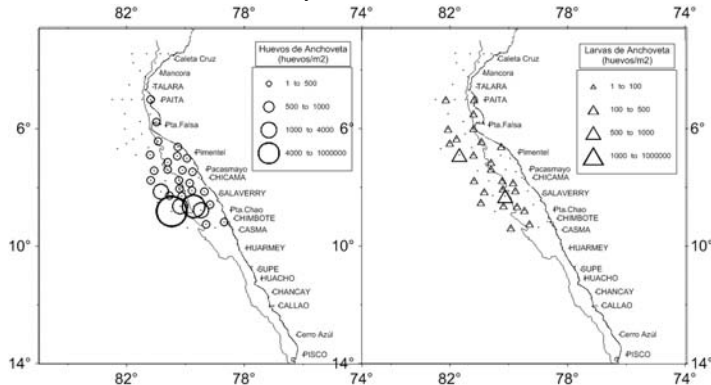 82° 78° 82° 78° 74°
Huevos de Anchoveta
(huevos/m2)
1 to 500
500 to 1000
1000 to 4000
4000 to 1000000
Caleta Cruz
Mancora
TALARA
PAITA
Pta.Falsa
Pimentel
Pacasmayo
CHICAMA
SALAVERRY
Pta.Chao
CHIMBOTE
CASMA
HUARMEY
SUPE
HUACHO
CHANCAY
CALLAO
Cerro Azúl
PISCO
6°
10°
14°
82° 78° 74°
Larvas de Anchoveta
(huevos/m2)
1 to 100
100 to 500
500 to 1000
1000 to 1000000
Caleta Cruz
Mancora
TALARA
PAITA
Pta.Falsa
Pimentel
Pacasmayo
CHICAMA
SALAVERRY
Pta.Chao
CHIMBOTE
CASMA
HUARMEY
SUPE
HUACHO
CHANCAY
CALLAO
Cerro Azúl
PISCO
6°
10°
14°
82° 78° 74°